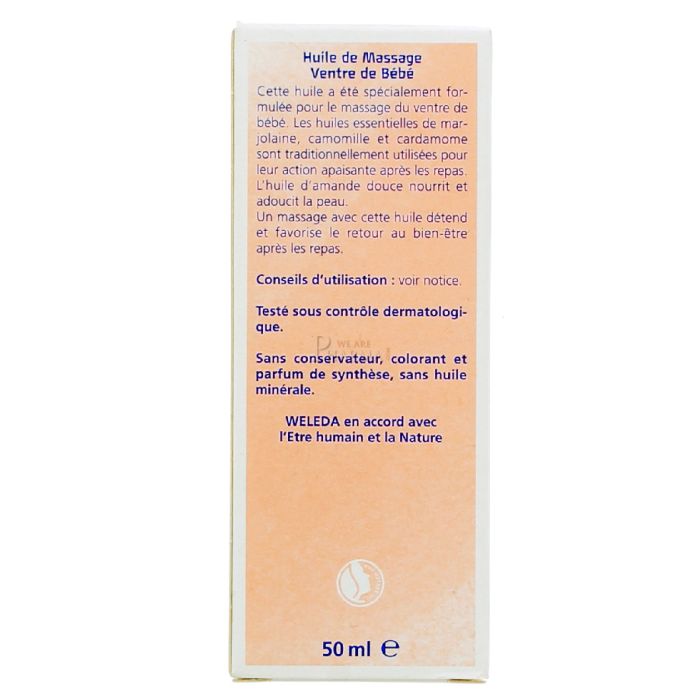 Huile de Massage
Ventre de Bébé
Cette huile a été spécialement for-
mulée pour le massage du ventre de
bébé. Les huiles essentielles de mar-
jolaine, camomille et cardamome
sont traditionnellement utilisées pour
leur action apaisante après les repas.
L'huile d'amande douce nourrit et
adoucit la peau.
Un massage avec cette huile détend
et favorise le retour au bien-être
après les repas.
Conseils d'utilisation : voir notice.
Testé sous contrôle dermatologi-
que.
WE ARE
Sans conservateur, colorant et
parfum de synthèse, sans huile
minérale.
WELEDA en accord avec
l'Etre humain et la Nature
50 ml e